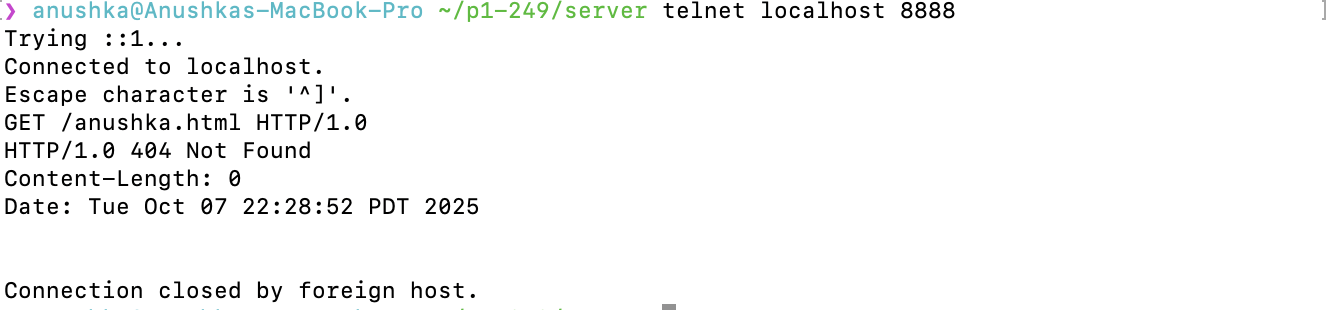 ❯ anushka@Anushkas-MacBook-Pro ~/p1-249/server telnet localhost 8888
Trying ::1...
Connected to localhost.
Escape character is '^]'.
GET /anushka.html HTTP/1.0
HTTP/1.0 404 Not Found
Content-Length: 0
Date: Tue Oct 07 22:28:52 PDT 2025
Connection closed by foreign host.